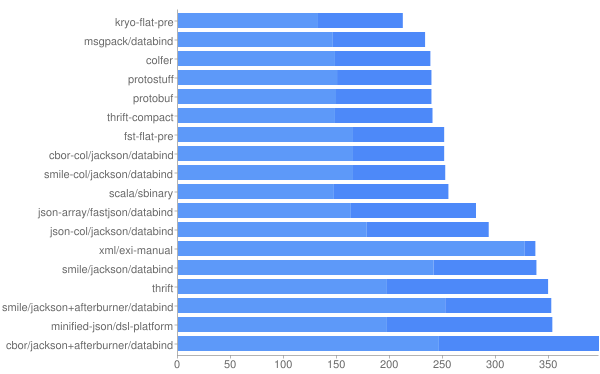 kryo-flat-pre
msgpack/databind
colfer
protostuff
protobuf
thrift-compact
fst-flat-pre
cbor-col/jackson/databind
smile-col/jackson/databind
scala/sbinary
json-array/fastjson/databind
json-col/jackson/databind
xml/exi-manual
smile/jackson/databind
thrift
smile/jackson+afterburner/databind
minified-json/dsl-platform
cbor/jackson+afterburner/databind
0 50 100 150 200 250 300 350